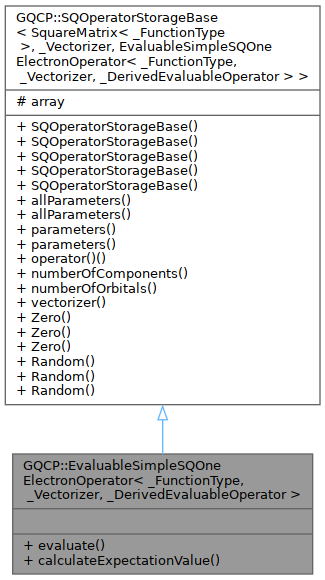 GQCP::SQOperatorStorageBase
< SquareMatrix< _FunctionType
>, _Vectorizer, EvaluableSimpleSQOne
ElectronOperator< _FunctionType,
_Vectorizer, _DerivedEvaluableOperator > >
# array
+ SQOperatorStorageBase()
+ SQOperatorStorageBase()
+ SQOperatorStorageBase()
+ SQOperatorStorageBase()
+ SQOperatorStorageBase()
+ allParameters()
+ allParameters()
+ parameters()
+ parameters()
+ operator()()
+ numberOfComponents()
+ numberOfOrbitals()
+ vectorizer()
+ Zero()
+ Zero()
+ Zero()
+ Random()
+ Random()
+ Random()
GQCP::EvaluableSimpleSQOne
ElectronOperator< _FunctionType,
_Vectorizer, _DerivedEvaluableOperator >
+ evaluate()
+ calculateExpectationValue()